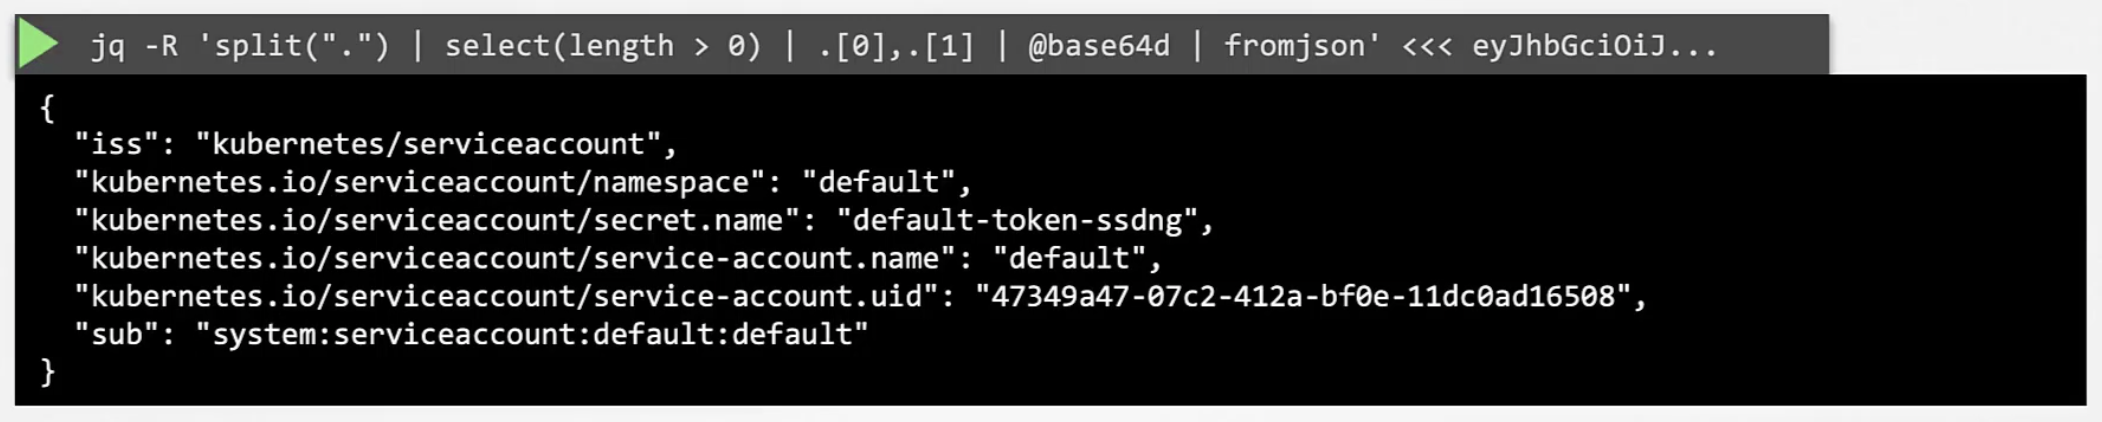 jq -R 'split(".") | select(length > 0) | .[0],.[1] | @base64d | fromjson' <<< eyJhbGciOiJ...
{
  "iss": "kubernetes/serviceaccount",
  "kubernetes.io/serviceaccount/namespace": "default",
  "kubernetes.io/serviceaccount/secret.name": "default-token-ssdng",
  "kubernetes.io/serviceaccount/service-account.name": "default",
  "kubernetes.io/serviceaccount/service-account.uid": "47349a47-07c2-412a-bf0e-11dc0ad16508",
  "sub": "system:serviceaccount:default:default"
}